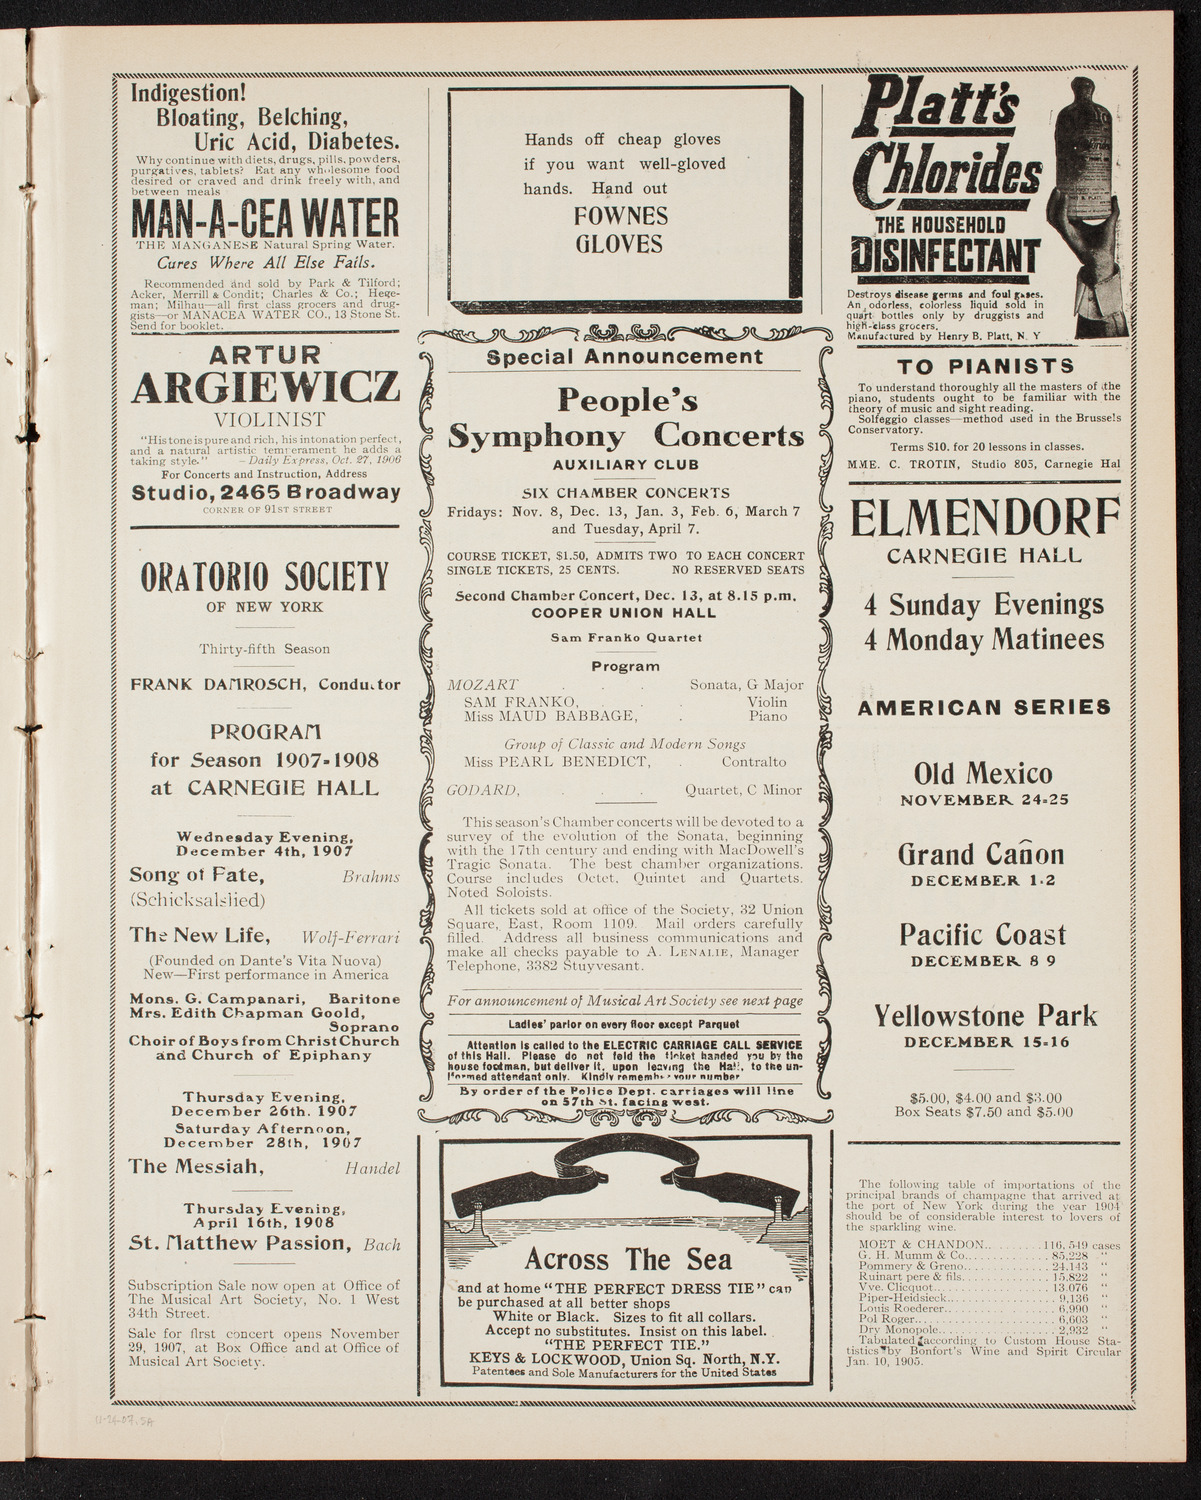 Indigestion!
Bloating, Belching,
Uric Acid, Diabetes.
Why continue with diets, drugs, pills, powders,
purgatives, tablets? Eat any wholesome food
desired or craved and drink freely with, and
between meals
MAN-A-CEA WATER
THE MANGANESE Natural Spring Water.
Cures Where All Else Fails.
Recommended and sold by Park & Tilford;
Acker, Merrill & Condit; Charles & Co.; Hege-
man; Milhau—all first class grocers and drug-
gists—or MANACEA WATER CO., 13 Stone St.
Send for booklet.
ARTUR
ARGIEWICZ
VIOLINIST
"His tone is pure and rich, his intonation perfect,
and a natural artistic temperament he adds a
taking style." – Daily Express, Oct. 27, 1906
For Concerts and Instruction, Address
Studio, 2465 Broadway
CORNER OF 91ST STREET
ORATORIO SOCIETY
OF NEW YORK
Thirty-fifth Season
FRANK DAMROSCH, Conductor
PROGRAM
for Season 1907-1908
at CARNEGIE HALL
Wednesday Evening,
December 4th, 1907
Song of Fate, Brahms
(Schicksalslied)
The New Life, Wolf-Ferrari
(Founded on Dante's Vita Nuova)
New—First performance in America
Mons. G. Campanari, Baritone
Mrs. Edith Chapman Goold,
Soprano
Choir of Boys from Christ Church
and Church of Epiphany
Thursday Evening,
December 26th, 1907
Saturday Afternoon,
December 28th, 1907
The Messiah, Handel
Thursday Evening,
April 16th, 1908
St. Matthew Passion, Bach
Subscription Sale now open at Office of
The Musical Art Society, No. 1 West
34th Street.
Sale for first concert opens November
29, 1907, at Box Office and at Office of
Musical Art Society.
Hands off cheap gloves
if you want well-gloved
hands. Hand out
FOWNES
GLOVES
Special Announcement
People's
Symphony Concerts
AUXILIARY CLUB
SIX CHAMBER CONCERTS
Fridays: Nov. 8, Dec. 13, Jan. 3, Feb. 6, March 7
and Tuesday, April 7.
COURSE TICKET, $1.50, ADMITS TWO TO EACH CONCERT
SINGLE TICKETS, 25 CENTS. NO RESERVED SEATS
Second Chamber Concert, Dec. 13, at 8.15 p.m.
COOPER UNION HALL
Sam Franko Quartet
Program
MOZART . . . Sonata, G Major
SAM FRANKO, . . . Violin
Miss MAUD BABBAGE, . Piano
Group of Classic and Modern Songs
Miss PEARL BENEDICT, . Contralto
GODARD, . . . Quartet, C Minor
This season's Chamber concerts will be devoted to a
survey of the evolution of the Sonata, beginning
with the 17th century and ending with MacDowell's
Tragic Sonata. The best chamber organizations.
Course includes Octet, Quintet and Quartets.
Noted Soloists.
All tickets sold at office of the Society, 32 Union
Square, East, Room 1109. Mail orders carefully
filled. Address all business communications and
make all checks payable to A. LENALIE, Manager
Telephone, 3382 Stuyvesant.
For announcement of Musical Art Society see next page
Ladies' parlor on every floor except Parquet
Attention is called to the ELECTRIC CARRIAGE CALL SERVICE
of this Hall. Please do not fold the ticket handed you by the
house footman, but deliver it, upon leaving the Hall, to the un-
iformed attendant only. Kindly remember your number
By order of the Police Dept. carriages will line
on 57th St. facing west.
Across The Sea
and at home "THE PERFECT DRESS TIE" can
be purchased at all better shops
White or Black. Sizes to fit all collars.
Accept no substitutes. Insist on this label.
"THE PERFECT TIE."
KEYS & LOCKWOOD, Union Sq. North, N.Y.
Patentees and Sole Manufacturers for the United States
Platt's
Chlorides
THE HOUSEHOLD
DISINFECTANT
Destroys disease germs and foul gases.
An odorless, colorless liquid sold in
quart bottles only by druggists and
high-class grocers.
Manufactured by Henry B. Platt, N. Y
TO PIANISTS
To understand thoroughly all the masters of the
piano, students ought to be familiar with the
theory of music and sight reading.
Solfeggio classes—method used in the Brussels
Conservatory.
Terms $10. for 20 lessons in classes.
MME. C. TROTIN, Studio 805, Carnegie Hal
ELMENDORF
CARNEGIE HALL
4 Sunday Evenings
4 Monday Matinees
AMERICAN SERIES
Old Mexico
NOVEMBER 24-25
Grand Cañon
DECEMBER 1-2
Pacific Coast
DECEMBER 8 9
Yellowstone Park
DECEMBER 15-16
$5.00, $4.00 and $3.00
Box Seats $7.50 and $5.00
The following table of importations of the
principal brands of champagne that arrived at
the port of New York during the year 1904
should be of considerable interest to lovers of
the sparkling wine.
MOET & CHANDON.......... 116,549 cases
G. H. Mumm & Co............ 85,228 "
Pommery & Greno............ 24,143 "
Ruinart pere & fils............ 15,822 "
Vve. Clicquot................ 13,076 "
Piper-Heidsieck............... 9,136 "
Louis Roederer................ 6,990 "
Pol Roger..................... 6,603 "
Dry Monopole................. 2,932 "
Tabulated according to Custom House Sta-
tistics by Bonfort's Wine and Spirit Circular
Jan. 10, 1905.
11-24-07. SA